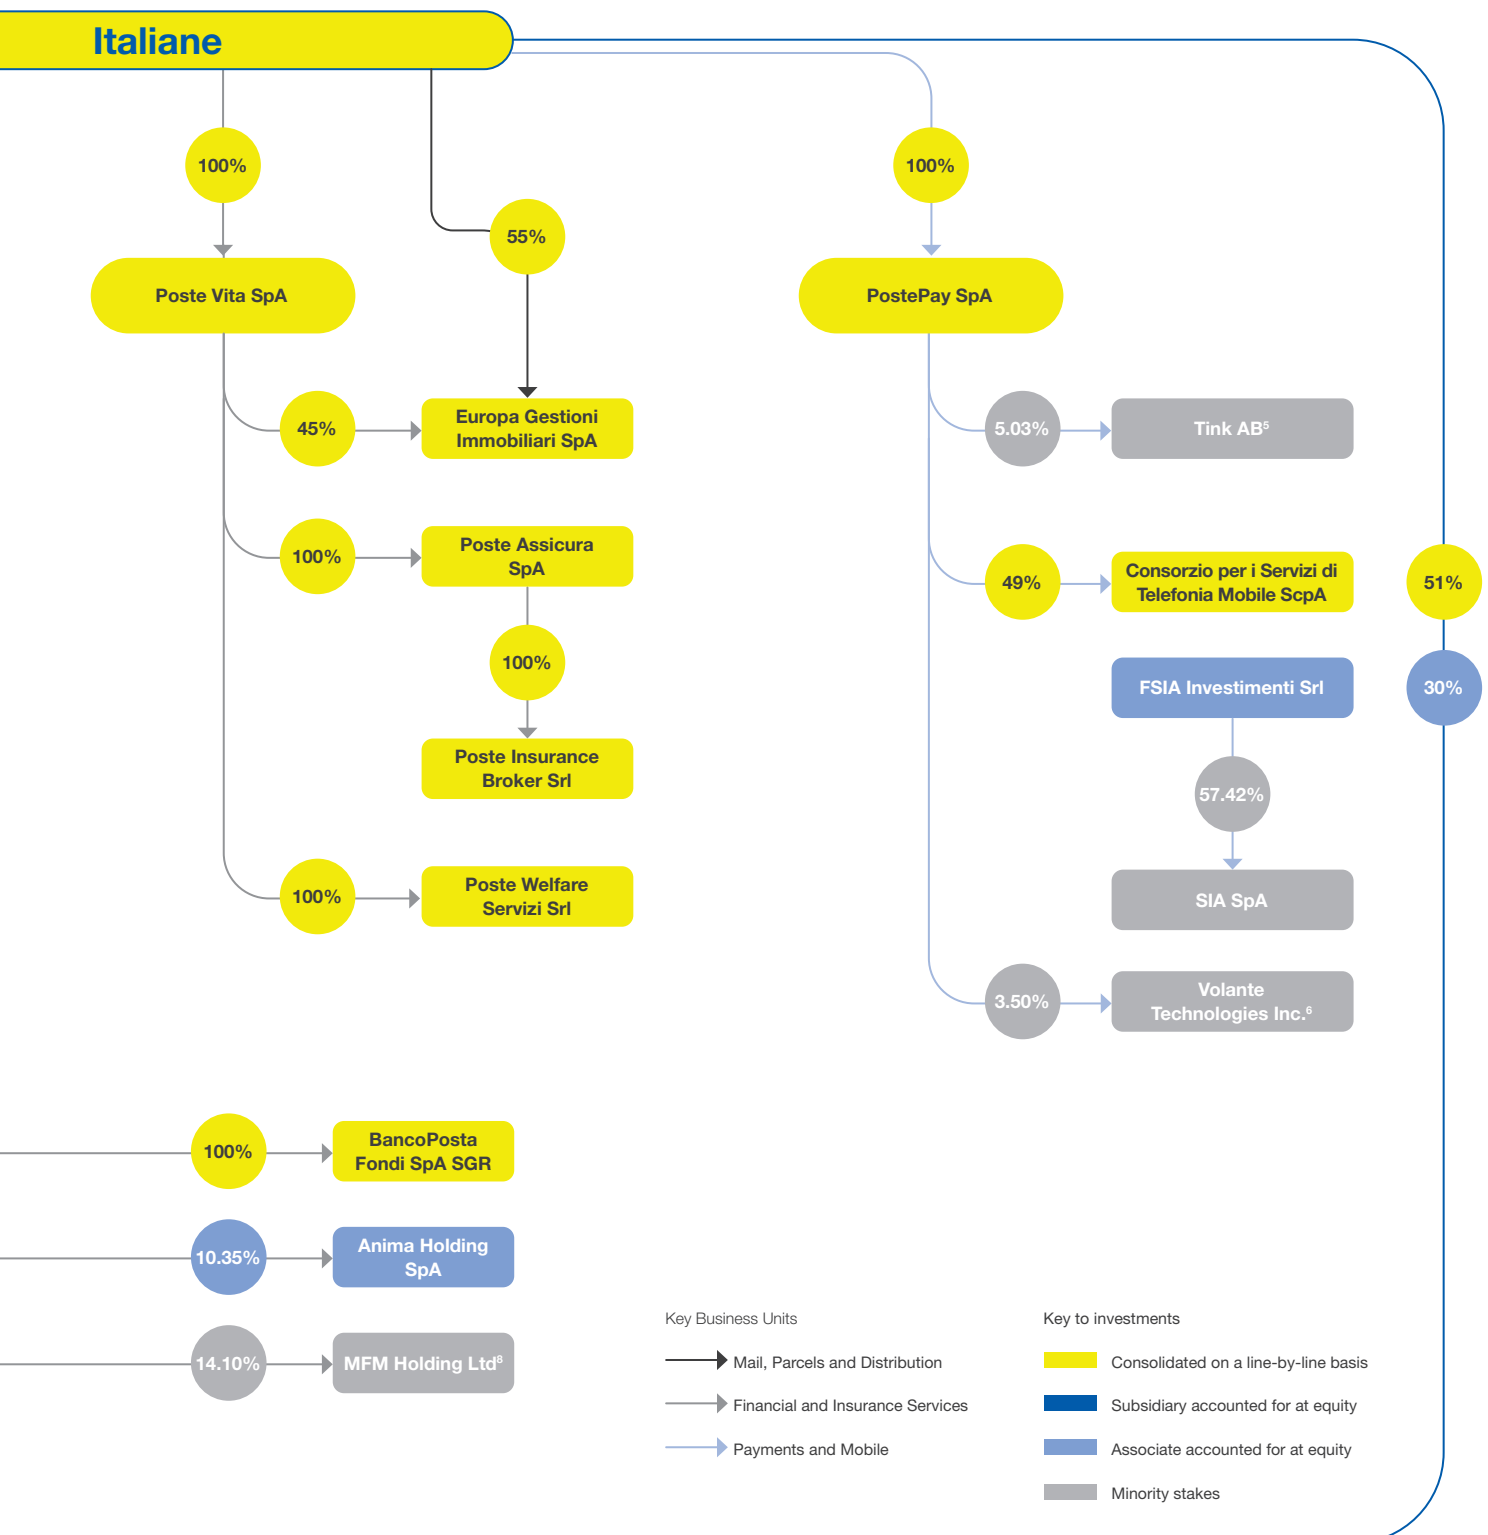 Italiane
100%
100%
55%
Poste Vita SpA
PostePay SpA
45%
Europa Gestioni
Immobiliari SpA
5.03%
Tink AB⁵
100%
Poste Assicura
SpA
49%
Consorzio per i Servizi di
Telefonia Mobile ScpA
51%
100%
FSIA Investimenti Srl
30%
Poste Insurance
Broker Srl
57.42%
100%
Poste Welfare
Servizi Srl
SIA SpA
3.50%
Volante
Technologies Inc.⁶
100%
BancoPosta
Fondi SpA SGR
10.35%
Anima Holding
SpA
14.10%
MFM Holding Ltd⁸
Key Business Units
Mail, Parcels and Distribution
Financial and Insurance Services
Payments and Mobile
Key to investments
Consolidated on a line-by-line basis
Subsidiary accounted for at equity
Associate accounted for at equity
Minority stakes